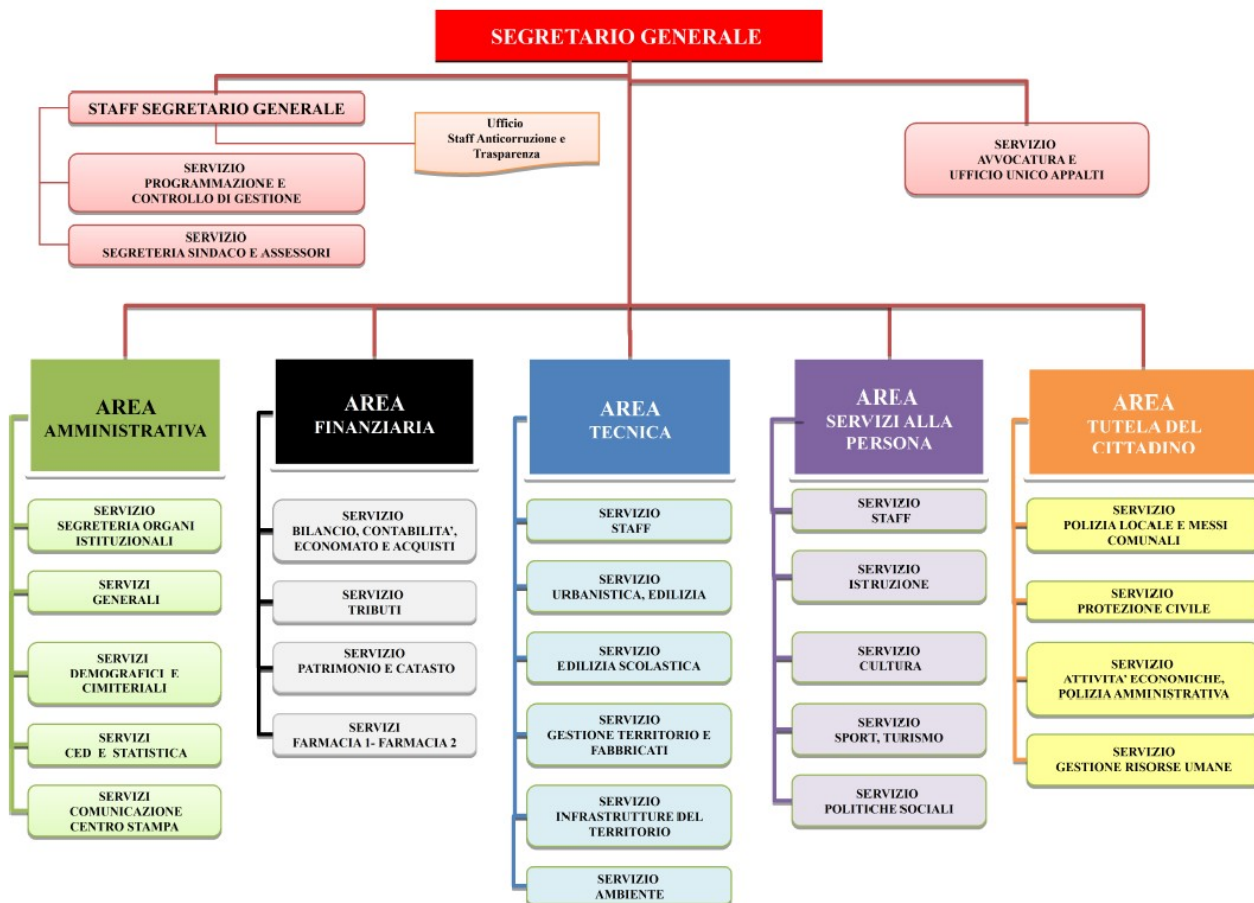 SEGRETARIO GENERALE
STAFF SEGRETARIO GENERALE
Ufficio
Staff Anticorruzione e
Trasparenza
SERVIZIO
AVVOCATURA E
UFFICIO UNICO APPALTI
SERVIZIO
PROGRAMMAZIONE E
CONTROLLO DI GESTIONE
SERVIZIO
SEGRETERIA SINDACO E ASSESSORI
AREA
AMMINISTRATIVA
SERVIZIO
SEGRETERIA ORGANI
ISTITUZIONALI
SERVIZI
GENERALI
SERVIZI
DEMOGRAFICI E
CIMITERIALI
SERVIZI
CED E STATISTICA
SERVIZI
COMUNICAZIONE
CENTRO STAMPA
AREA
FINANZIARIA
SERVIZIO
BILANCIO, CONTABILITA',
ECONOMATO E ACQUISTI
SERVIZIO
TRIBUTI
SERVIZIO
PATRIMONIO E CATASTO
SERVIZI
FARMACIA 1- FARMACIA 2
AREA
TECNICA
SERVIZIO
STAFF
SERVIZIO
URBANISTICA, EDILIZIA
SERVIZIO
EDILIZIA SCOLASTICA
SERVIZIO
GESTIONE TERRITORIO E
FABBRICATI
SERVIZIO
INFRASTRUTTURE DEL
TERRITORIO
SERVIZIO
AMBIENTE
AREA
SERVIZI ALLA
PERSONA
SERVIZIO
STAFF
SERVIZIO
ISTRUZIONE
SERVIZIO
CULTURA
SERVIZIO
SPORT, TURISMO
SERVIZIO
POLITICHE SOCIALI
AREA
TUTELA DEL
CITTADINO
SERVIZIO
POLIZIA LOCALE E MESSI
COMUNALI
SERVIZIO
PROTEZIONE CIVILE
SERVIZIO
ATTIVITA' ECONOMICHE,
POLIZIA AMMINISTRATIVA
SERVIZIO
GESTIONE RISORSE UMANE